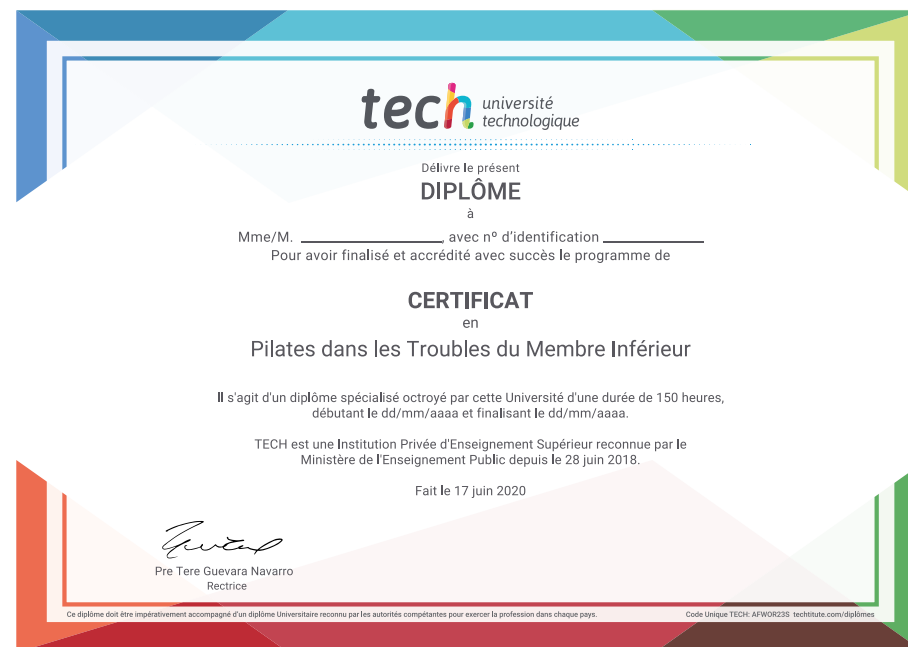 tech université
technologique
Délivre le présent
DIPLÔME
à
Mme/M. ____________, avec nº d'identification ____________
Pour avoir finalisé et accrédité avec succès le programme de
CERTIFICAT
en
Pilates dans les Troubles du Membre Inférieur
Il s'agit d'un diplôme spécialisé octroyé par cette Université d'une durée de 150 heures,
débutant le dd/mm/aaaa et finalisant le dd/mm/aaaa.
TECH est une Institution Privée d'Enseignement Supérieur reconnue par le
Ministère de l'Enseignement Public depuis le 28 juin 2018.
Fait le 17 juin 2020
Pre Tere Guevara Navarro
Rectrice
Ce diplôme doit être impérativement accompagné d'un diplôme Universitaire reconnu par les autorités compétantes pour exercer la profession dans chaque pays.
Code Unique TECH: AFWOR23S techtitute.com/diplômes